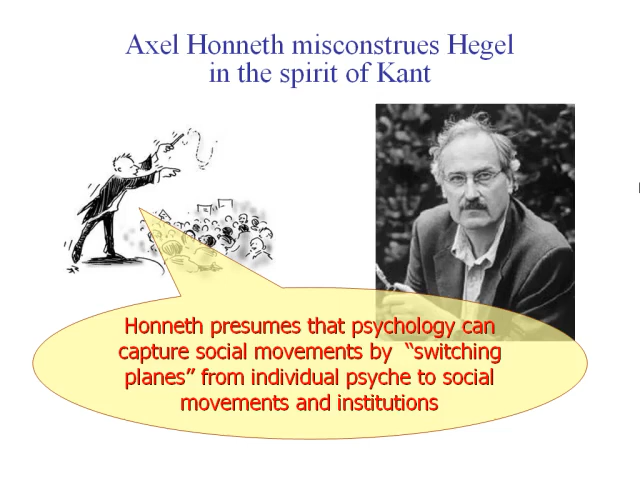 Axel Honneth misconstrues Hegel
in the spirit of Kant
Honneth presumes that psychology can
capture social movements by “switching
planes” from individual psyche to social
movements and institutions